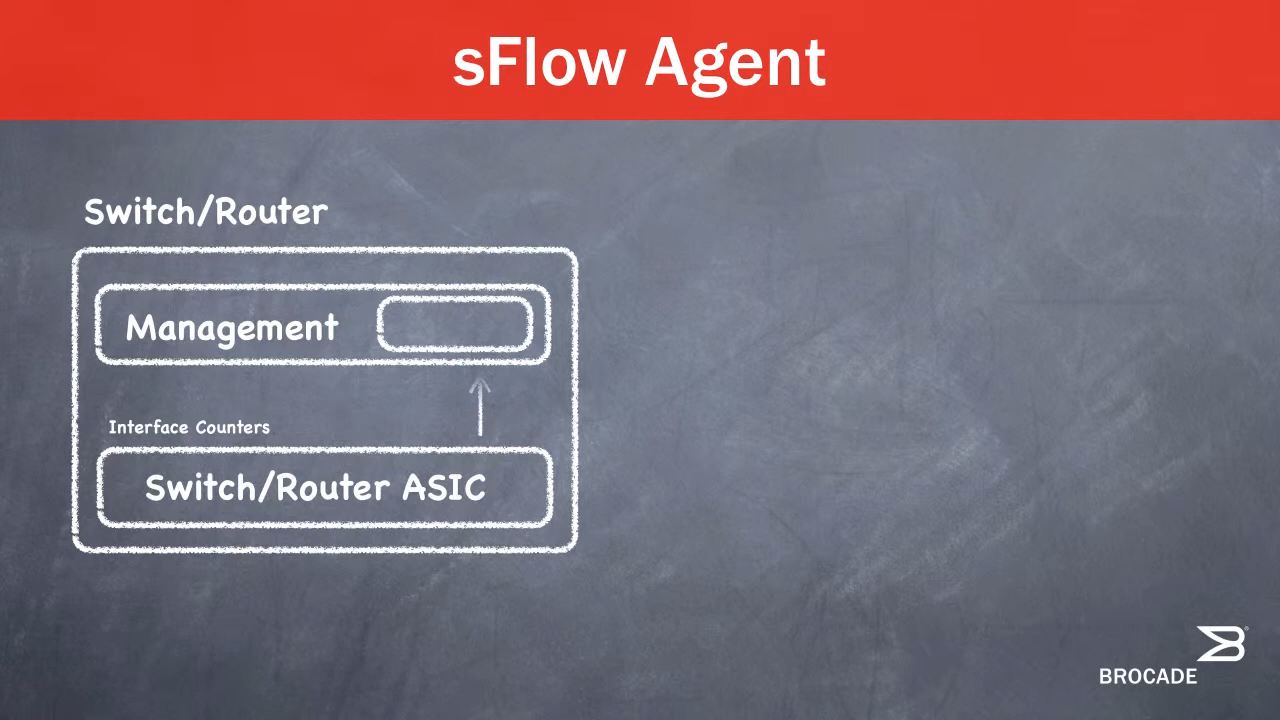 sFlow Agent
Switch/Router
Management
Interface Counters
Switch/Router ASIC
BROCADE